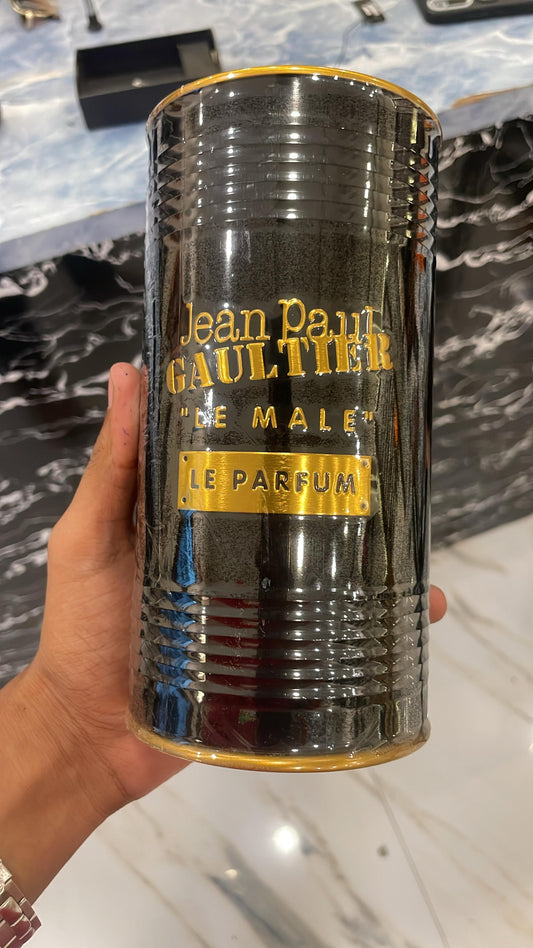 Jean Paul
GAULTIER
"LE MALE"
LE PARFUM